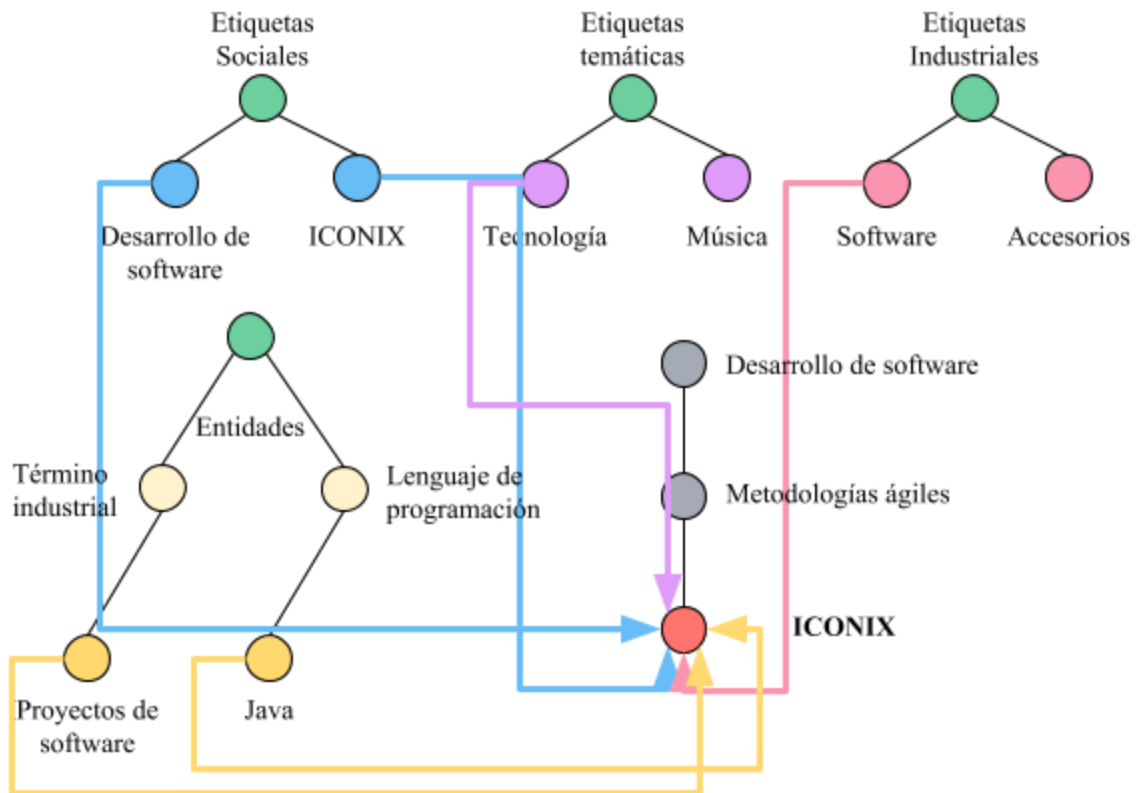 Etiquetas
Sociales
Etiquetas
temáticas
Etiquetas
Industriales
Desarrollo de
software
ICONIX
Tecnología
Música
Software
Accesorios
Entidades
Término
industrial
Lenguaje de
programación
Desarrollo de software
Metodologías ágiles
ICONIX
Proyectos de
software
Java